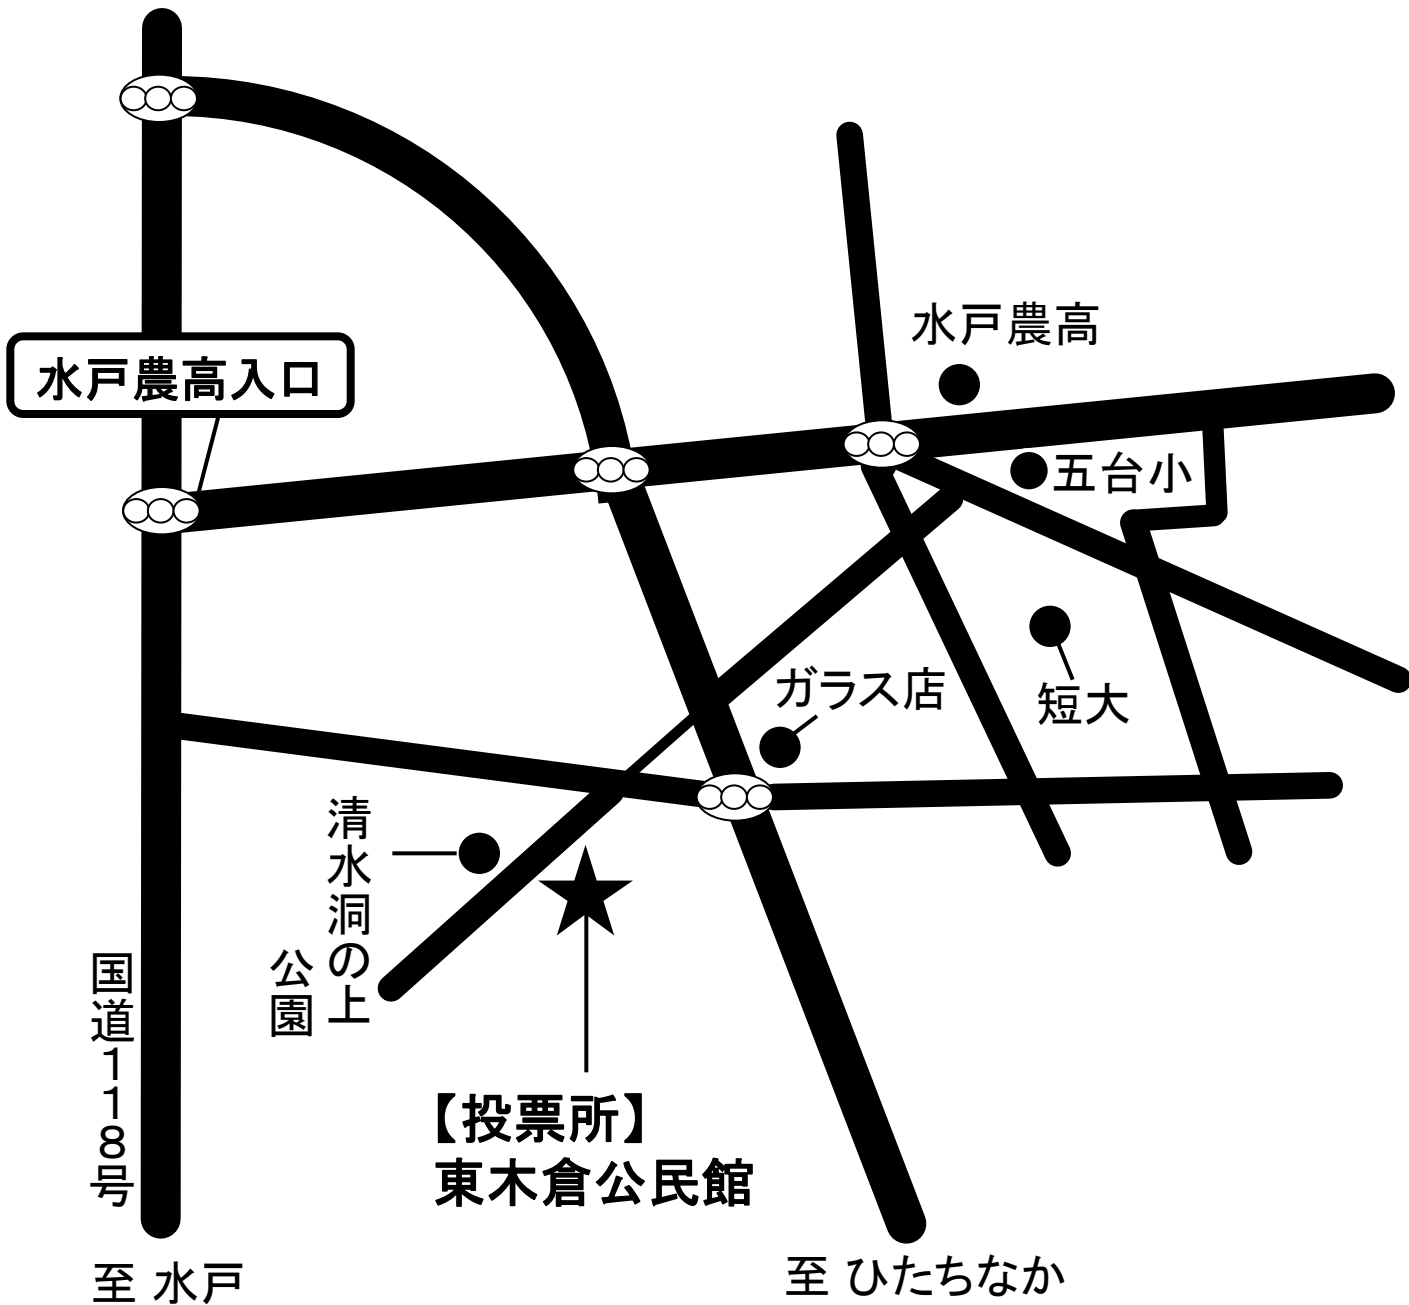 水戸農高
水戸農高入口
五台小
ガラス店
短大
清水洞の上
公園
国道118号
【投票所】
東木倉公民館
至 水戸
至 ひたちなか